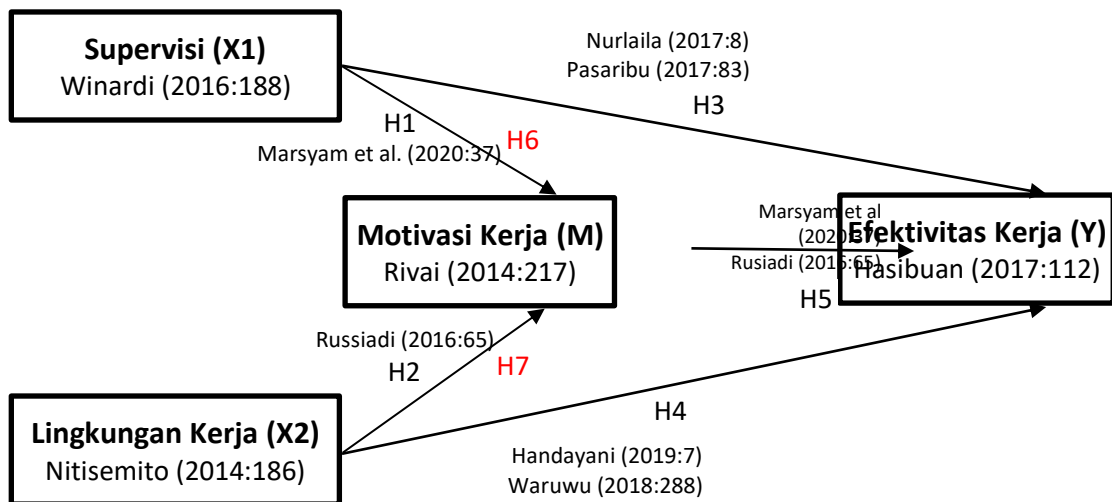 Supervisi (X1)
Winardi (2016:188)
Nurlaila (2017:8)
Pasaribu (2017:83)
H3
H1
H6
Marsyam et al. (2020:37)
Motivasi Kerja (M)
Rivai (2014:217)
Marsyam et al
(2020:37)
Rusiadi (2016:65)
Efektivitas Kerja (Y)
Hasibuan (2017:112)
H5
Russiadi (2016:65)
H2
H7
H4
Lingkungan Kerja (X2)
Nitisemito (2014:186)
Handayani (2019:7)
Waruwu (2018:288)